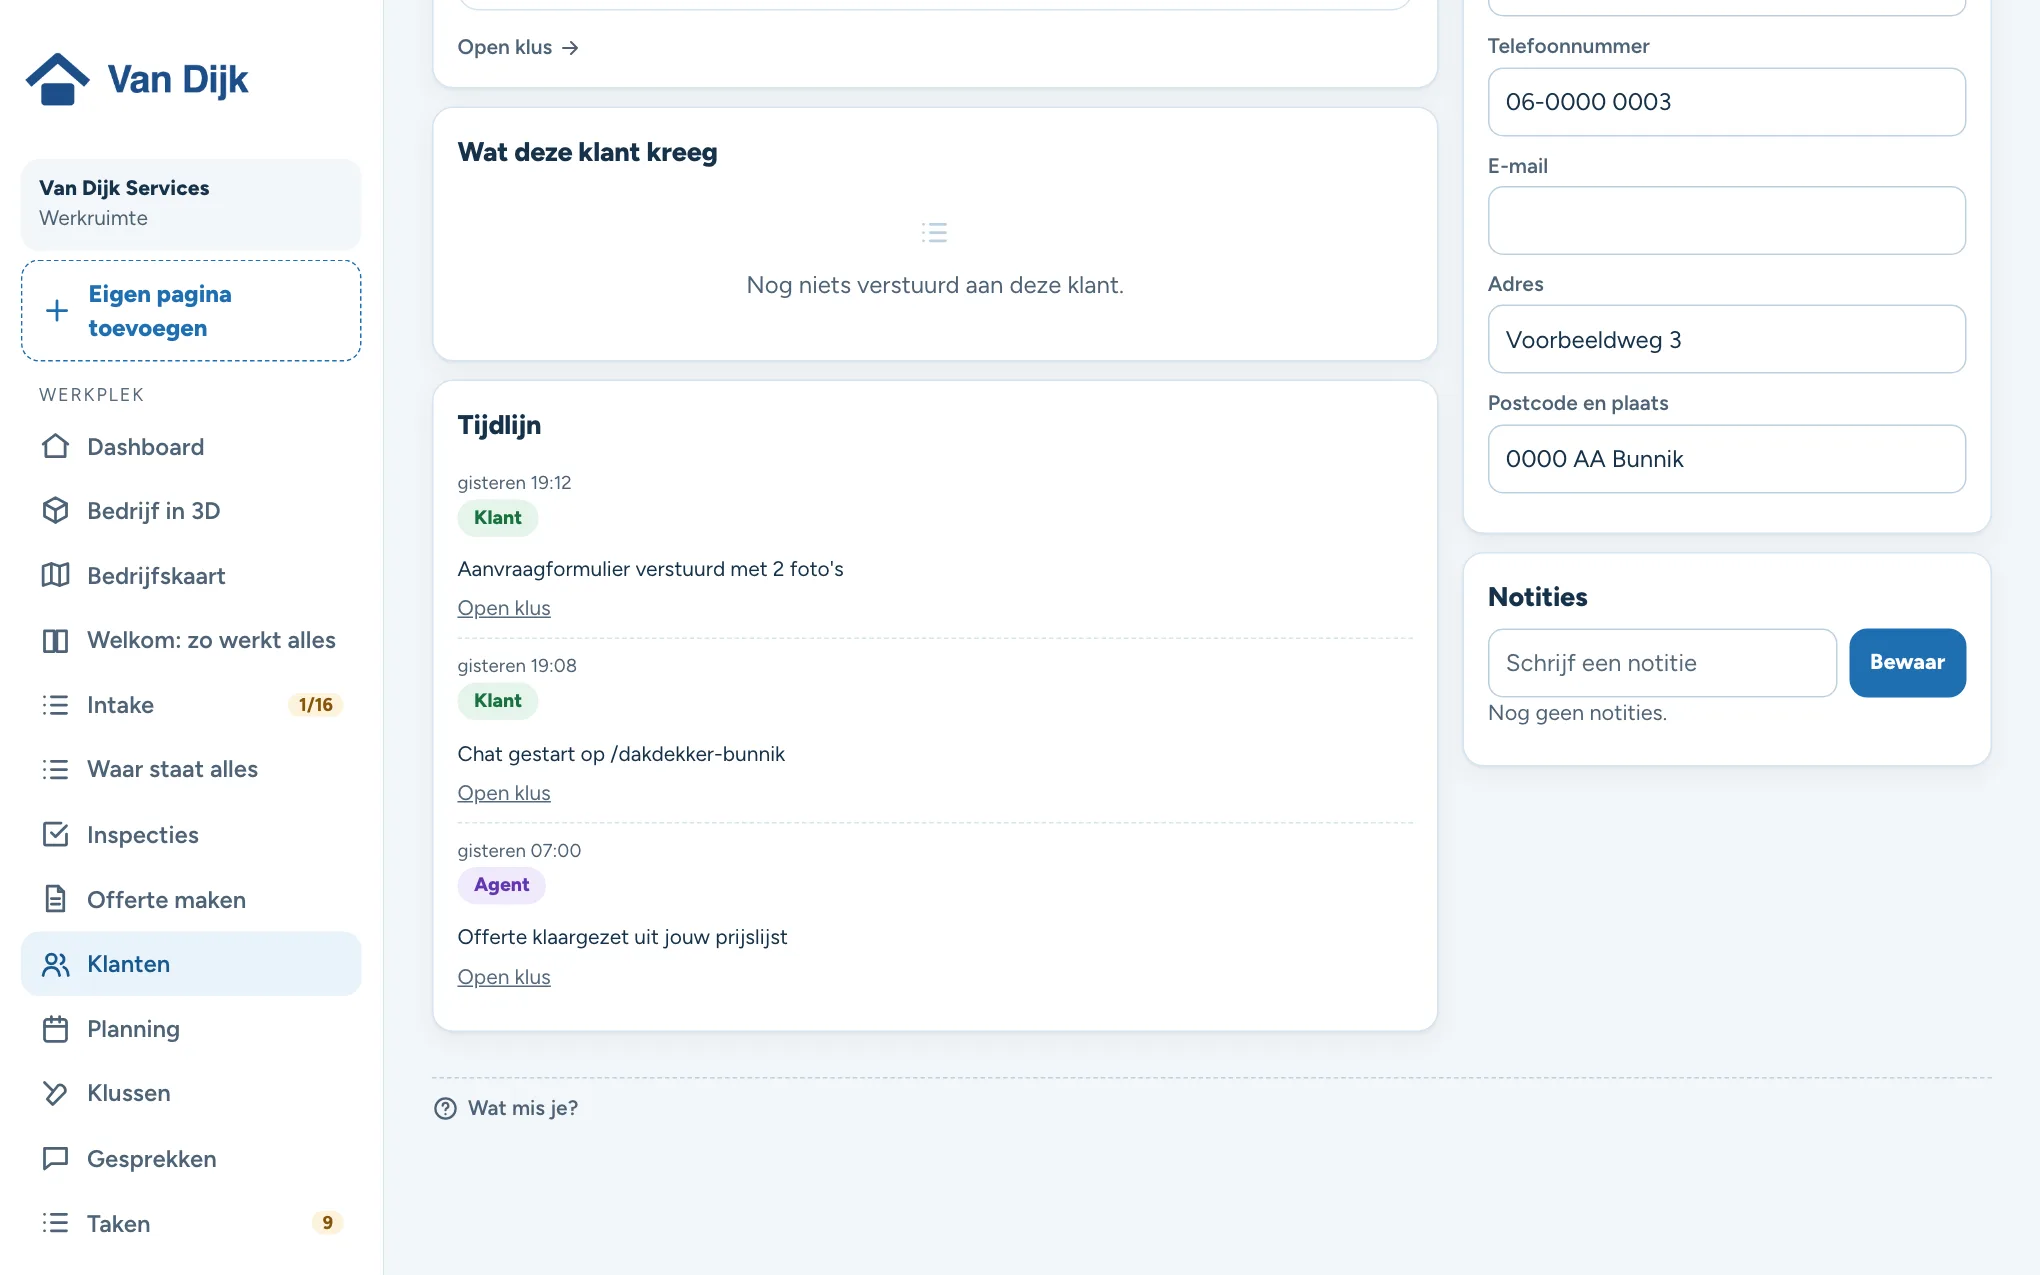 Van Dijk
Van Dijk Services
Werkruimte
Eigen pagina
toevoegen
WERKPLEK
Dashboard
Bedrijf in 3D
Bedrijfskaart
Welkom: zo werkt alles
Intake
1/16
Waar staat alles
Inspecties
Offerte maken
Klanten
Planning
Klussen
Gesprekken
Taken
9
Open klus →
Wat deze klant kreeg
Nog niets verstuurd aan deze klant.
Tijdlijn
gisteren 19:12
Klant
Aanvraagformulier verstuurd met 2 foto's
Open klus
gisteren 19:08
Klant
Chat gestart op /dakdekker-bunnik
Open klus
gisteren 07:00
Agent
Offerte klaargezet uit jouw prijslijst
Open klus
Wat mis je?
Telefoonnummer
06-0000 0003
E-mail
Adres
Voorbeeldweg 3
Postcode en plaats
0000 AA Bunnik
Notities
Schrijf een notitie
Bewaar
Nog geen notities.